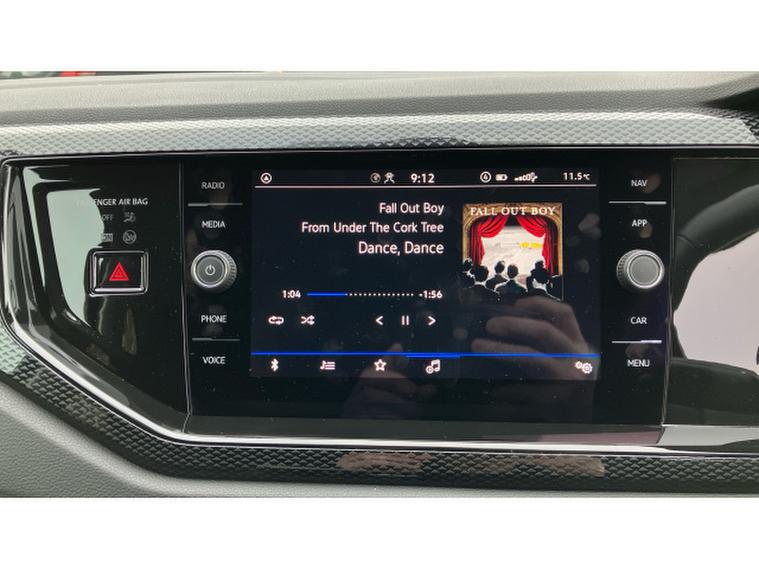 PASSENGER AIR BAG
OFF
ON
RADIO
MEDIA
PHONE
VOICE
9:12
11.5°C
Fall Out Boy
From Under The Cork Tree
Dance, Dance
FALL OUT BOY
1:04
-1:56
NAV
APP
CAR
MENU